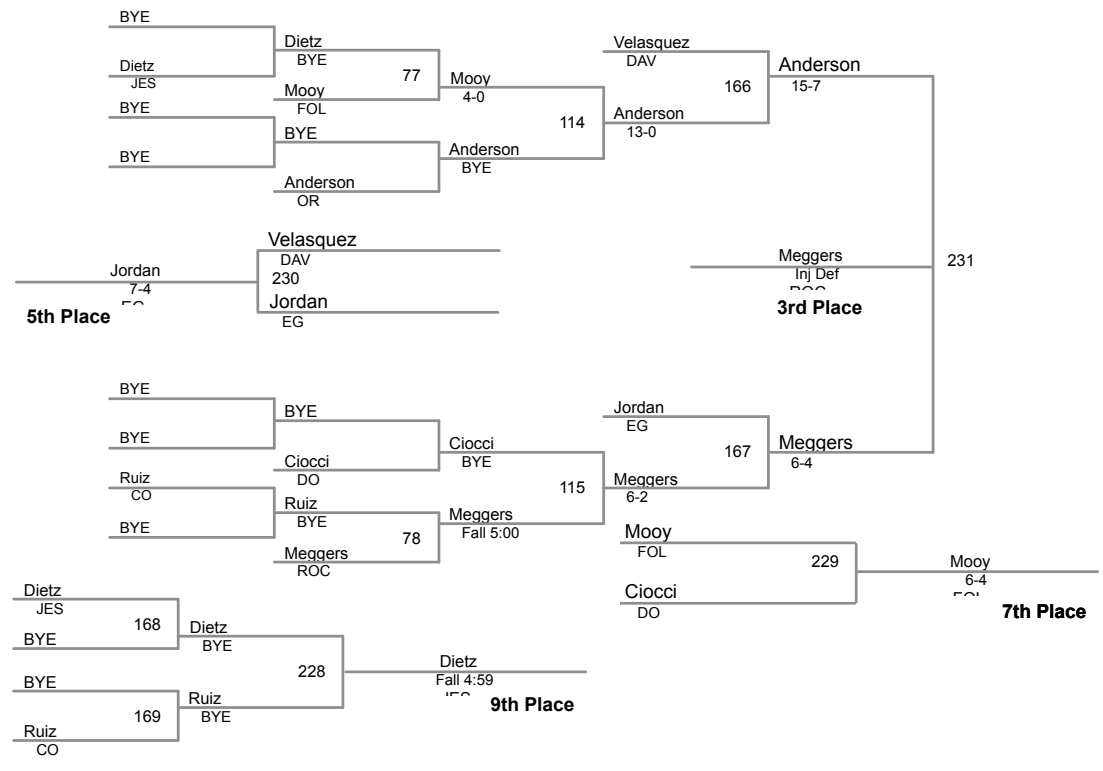 BYE
Dietz
JES
BYE
BYE
Dietz
BYE
77
Mooy
FOL
BYE
Anderson
OR
Mooy
4-0
114
Anderson
BYE
Velasquez
DAV
166
Anderson
13-0
Anderson
15-7
Velasquez
DAV
230
Jordan
EG
Jordan
7-4
5th Place
Meggers
Inj Def
231
3rd Place
BYE
BYE
Ruiz
CO
BYE
BYE
Ciocci
DO
Ruiz
BYE
78
Meggers
ROC
Ciocci
BYE
115
Meggers
Fall 5:00
Jordan
EG
167
Meggers
6-2
Meggers
6-4
Mooy
FOL
229
Ciocci
DO
Mooy
6-4
7th Place
Dietz
JES
168
BYE
BYE
169
Ruiz
CO
Dietz
BYE
228
Ruiz
BYE
Dietz
Fall 4:59
9th Place